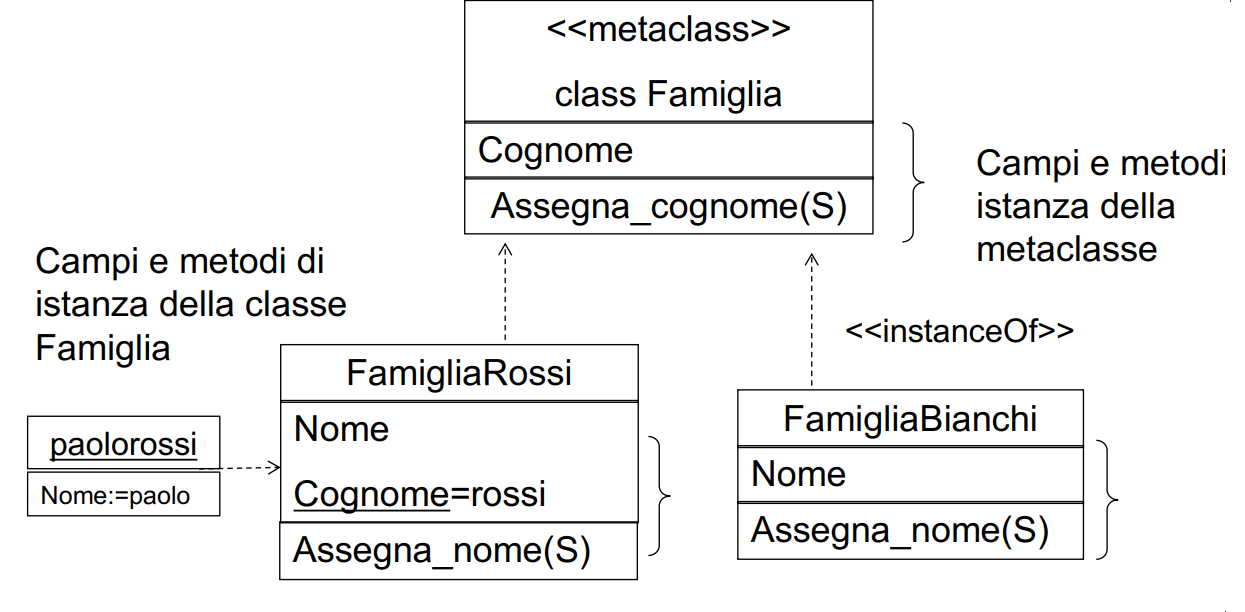 <<metaclass>>
class Famiglia
Cognome
Assegna_cognome(S)
Campi e metodi
istanza della
metaclasse
Campi e metodi di
istanza della classe
Famiglia
<<instanceOf>>
FamigliaRossi
Nome
Cognome=rossi
Assegna_nome(S)
paolorossi
Nome:=paolo
FamigliaBianchi
Nome
Assegna_nome(S)